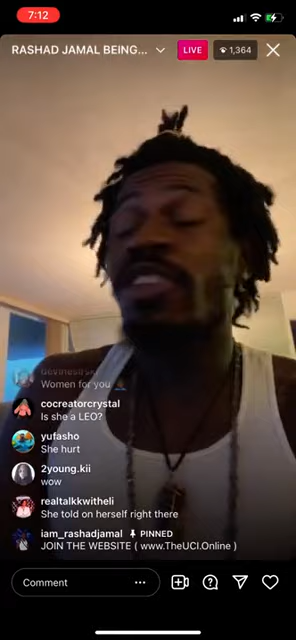 7:12
RASHAD JAMAL BEING...
LIVE
1,364
Women for you
cocreatorcrystal
Is she a LEO?
yufasho
She hurt
2young.kii
wow
realtalkkwitheli
She told on herself right there
iam_rashadjamal PINNED
JOIN THE WEBSITE ( www.TheUCI.Online )
Comment